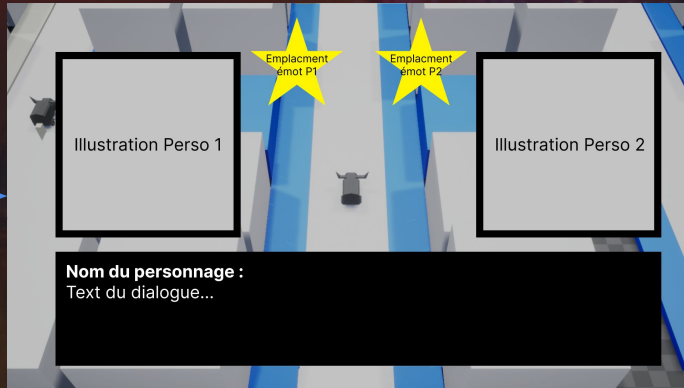 Emplacment
émot P1
Emplacment
émot P2
Illustration Perso 1
Illustration Perso 2
Nom du personnage :
Text du dialogue...